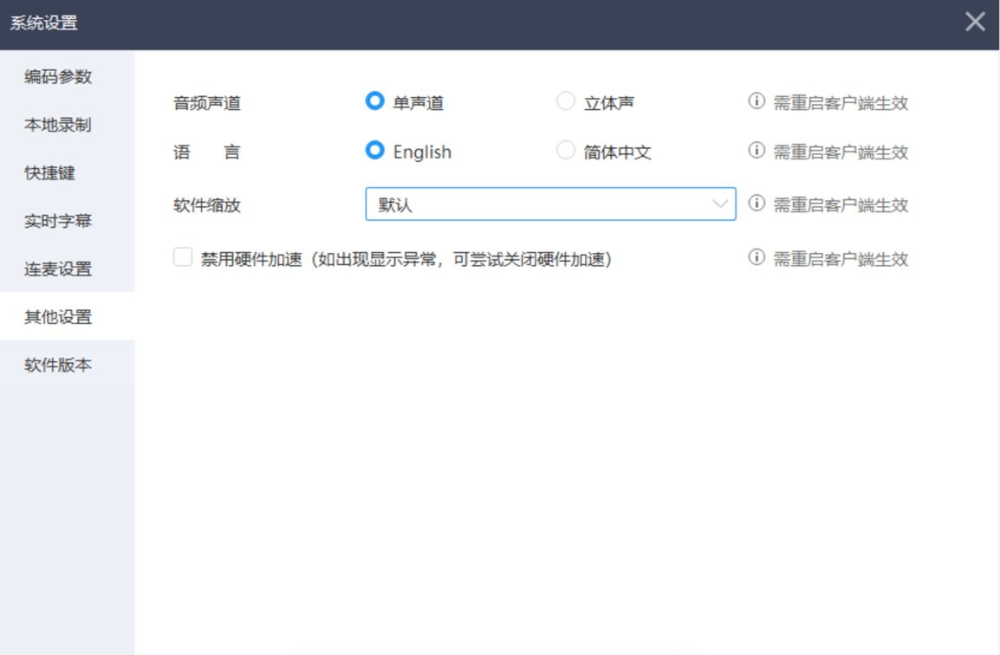 系统设置
编码参数
本地录制
快捷键
实时字幕
连麦设置
其他设置
软件版本
音频声道 单声道 立体声 需重启客户端生效
语 言 English 简体中文 需重启客户端生效
软件缩放 默认 需重启客户端生效
禁用硬件加速（如出现显示异常，可尝试关闭硬件加速） 需重启客户端生效